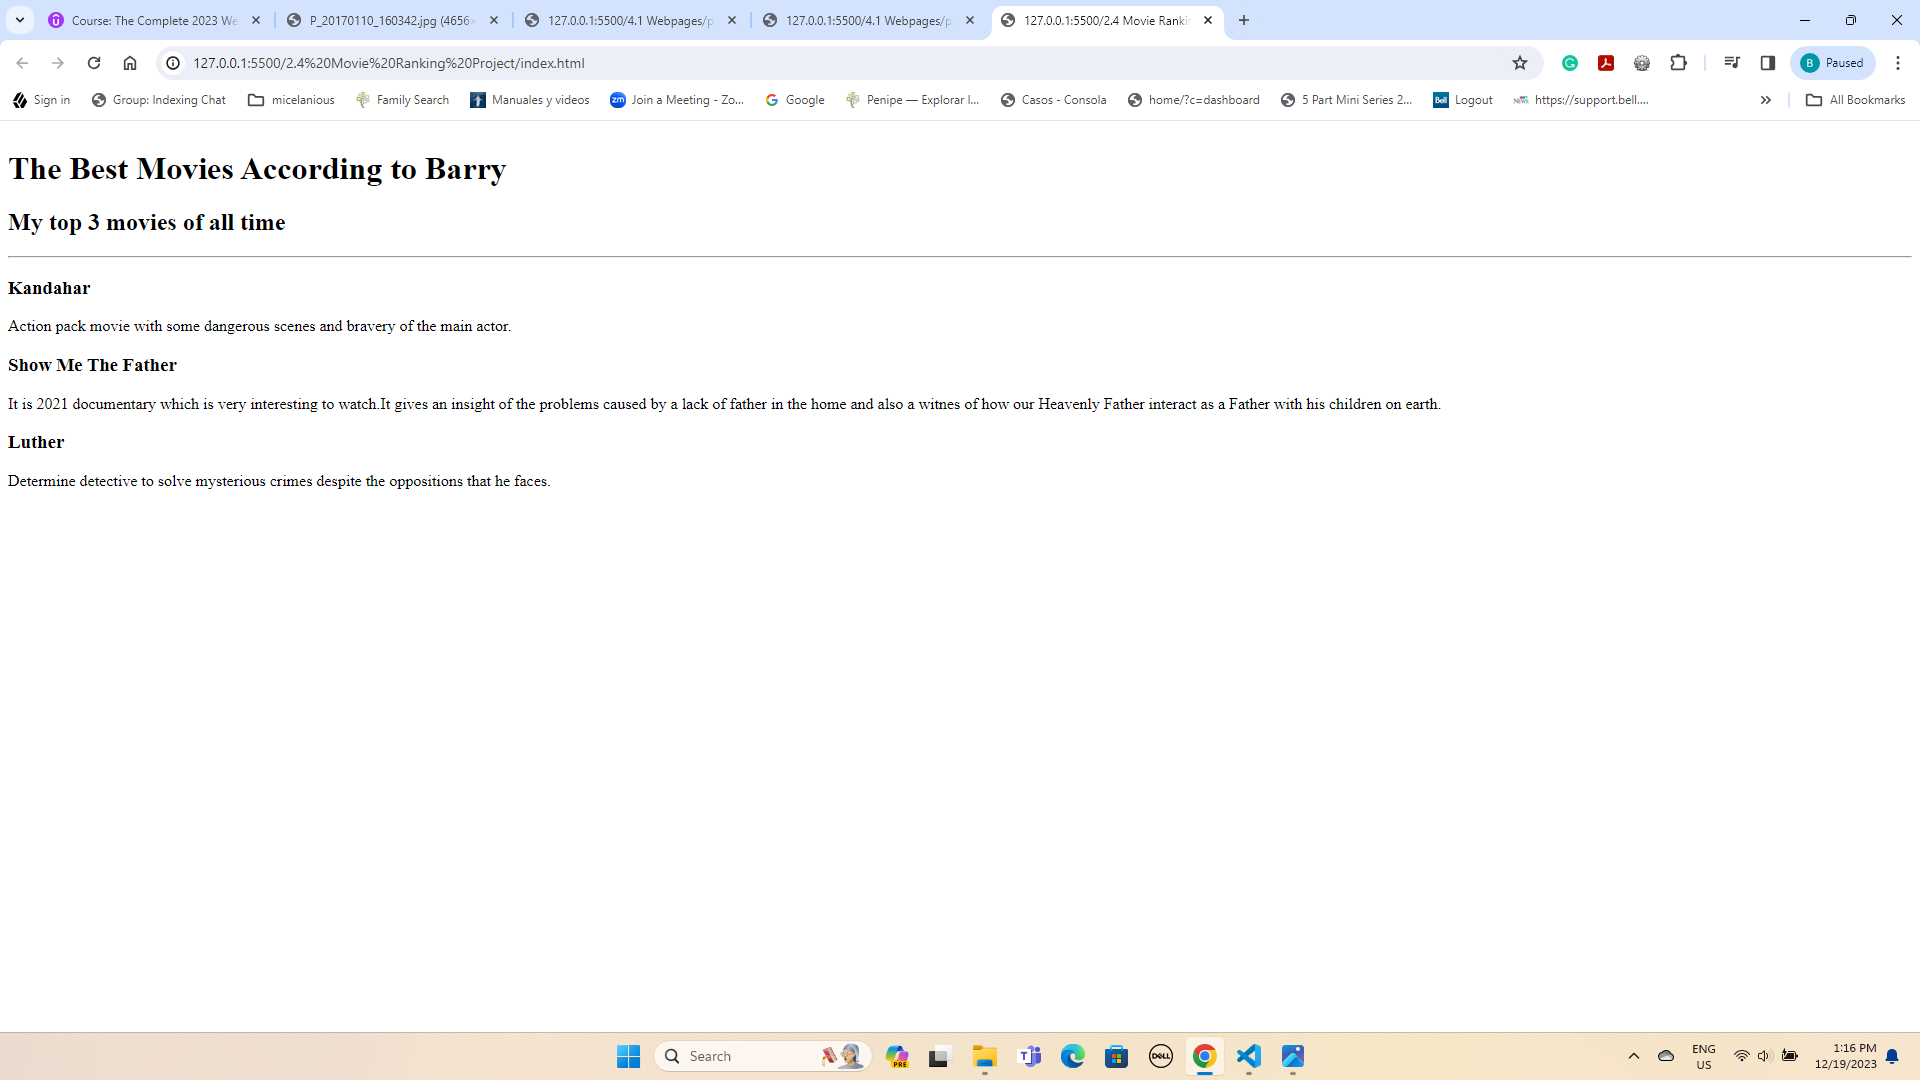 Course: The Complete 2023 We
P_20170110_160342.jpg (4656×
127.0.0.1:5500/4.1 Webpages/p
127.0.0.1:5500/4.1 Webpages/p
127.0.0.1:5500/2.4 Movie Ranki
127.0.0.1:5500/2.4%20Movie%20Ranking%20Project/index.html
B Paused
Sign in
Group: Indexing Chat
micelanious
Family Search
Manuales y videos
zm Join a Meeting - Zo...
G Google
Penipe — Explorar l...
Casos - Consola
home/?c=dashboard
5 Part Mini Series 2...
Bell Logout
NEWS https://support.bell....
All Bookmarks
The Best Movies According to Barry
My top 3 movies of all time
Kandahar
Action pack movie with some dangerous scenes and bravery of the main actor.
Show Me The Father
It is 2021 documentary which is very interesting to watch.It gives an insight of the problems caused by a lack of father in the home and also a witnes of how our Heavenly Father interact as a Father with his children on earth.
Luther
Determine detective to solve mysterious crimes despite the oppositions that he faces.
Search
PRE
DELL
ENG
US
1:16 PM
12/19/2023